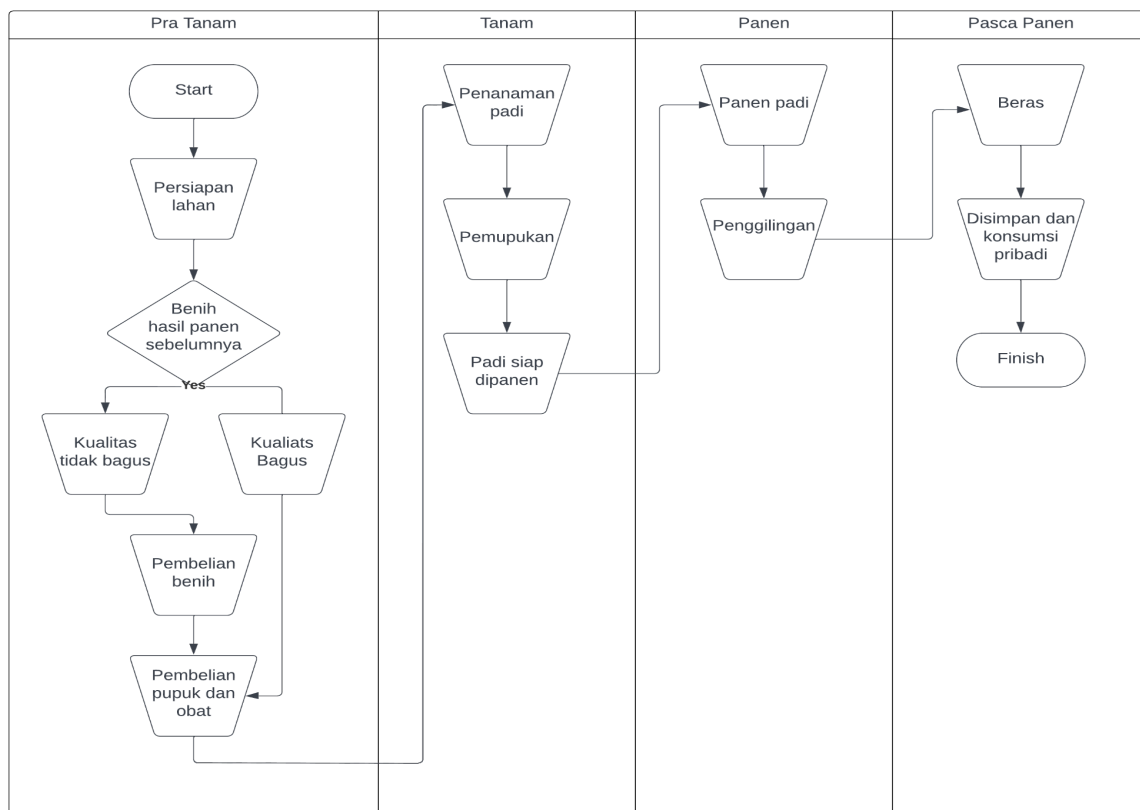 Pra Tanam
Tanam
Panen
Pasca Panen
Start
Persiapan
lahan
Benih
hasil panen
sebelumnya
Yes
Kualitas
tidak bagus
Kualiats
Bagus
Pembelian
benih
Pembelian
pupuk dan
obat
Penanaman
padi
Pemupukan
Padi siap
dipanen
Panen padi
Penggilingan
Beras
Disimpan dan
konsumsi
pribadi
Finish